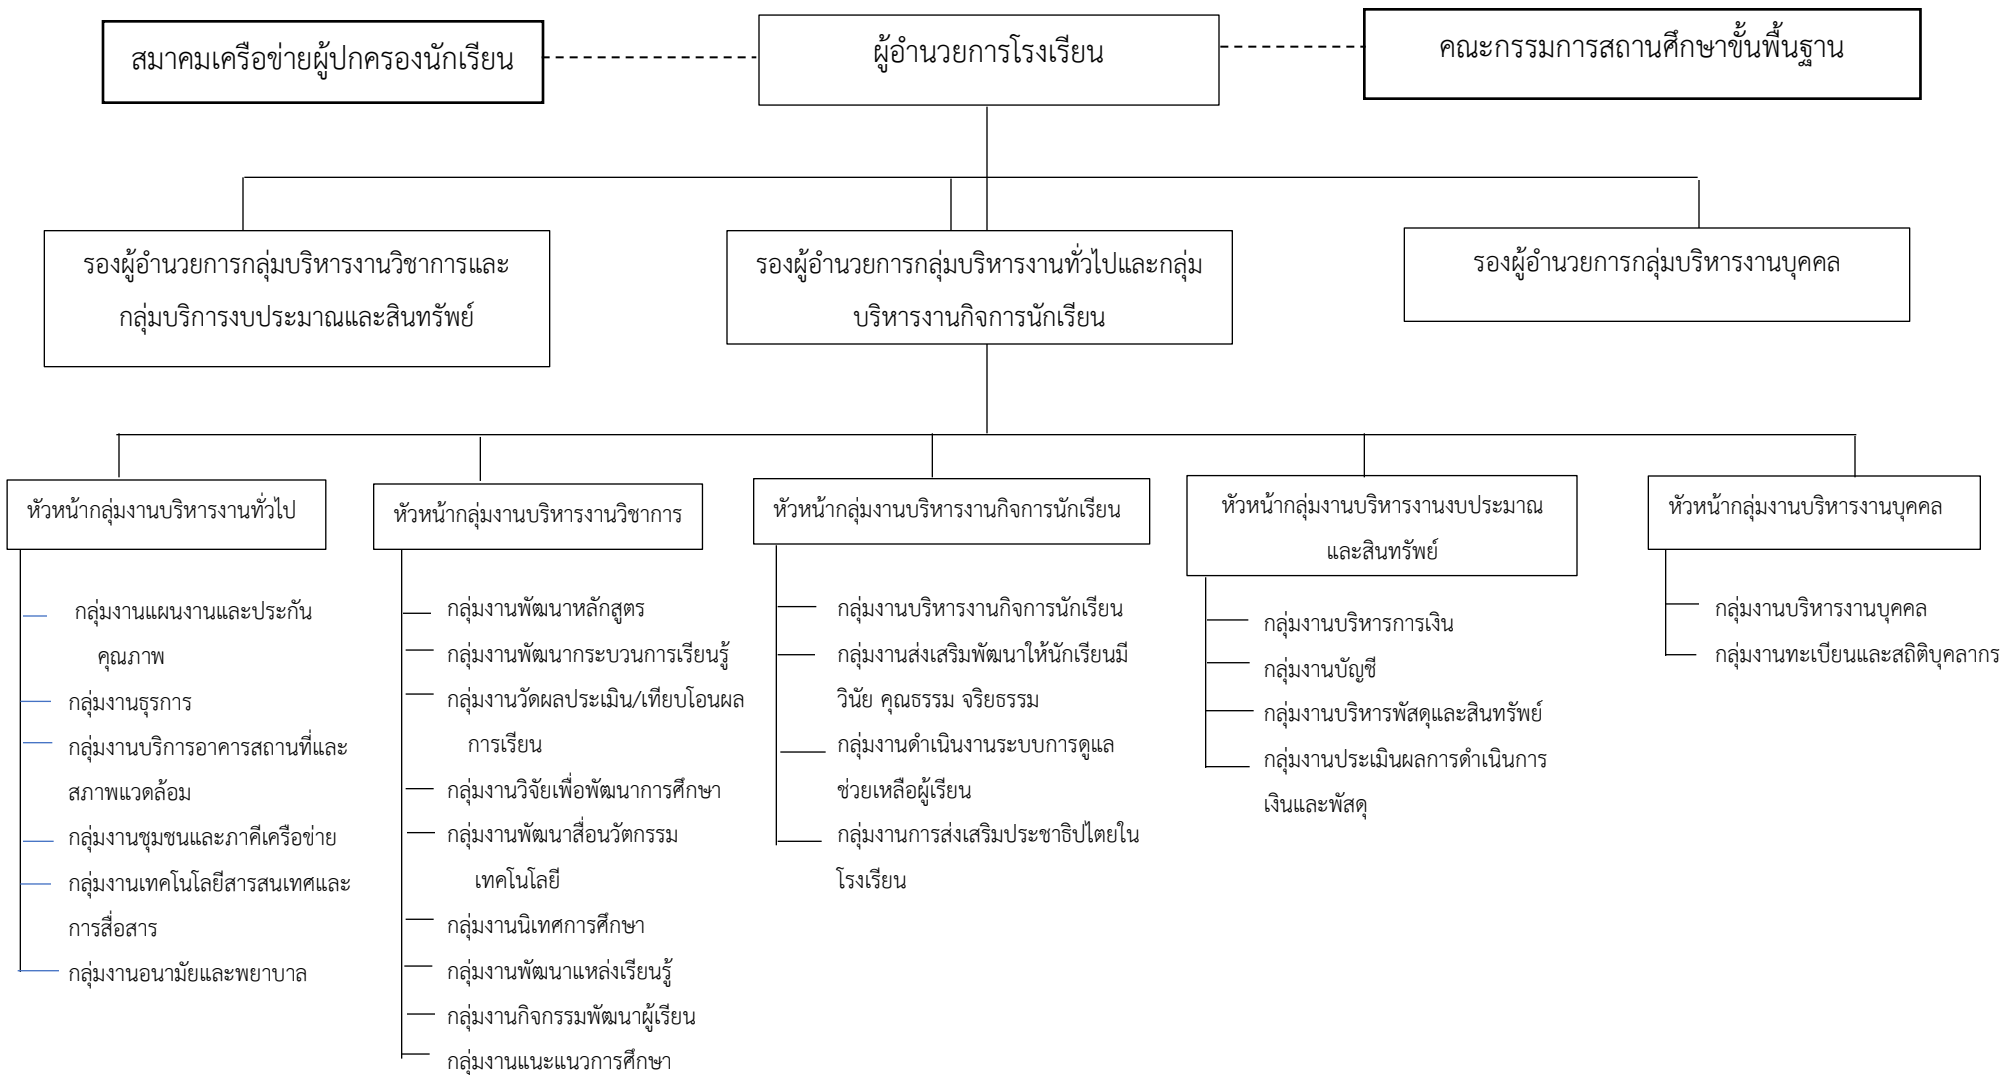 สมาคมเครือข่ายผู้ปกครองนักเรียน
ผู้อำนวยการโรงเรียน
คณะกรรมการสถานศึกษาขั้นพื้นฐาน
รองผู้อำนวยการกลุ่มบริหารงานวิชาการและ
กลุ่มบริการงบประมาณและสินทรัพย์
รองผู้อำนวยการกลุ่มบริหารงานทั่วไปและกลุ่ม
บริหารงานกิจการนักเรียน
รองผู้อำนวยการกลุ่มบริหารงานบุคคล
หัวหน้ากลุ่มงานบริหารงานทั่วไป
กลุ่มงานแผนงานและประกัน
คุณภาพ
กลุ่มงานธุรการ
กลุ่มงานบริการอาคารสถานที่และ
สภาพแวดล้อม
กลุ่มงานชุมชนและภาคีเครือข่าย
กลุ่มงานเทคโนโลยีสารสนเทศและ
การสื่อสาร
กลุ่มงานอนามัยและพยาบาล
หัวหน้ากลุ่มงานบริหารงานวิชาการ
กลุ่มงานพัฒนาหลักสูตร
กลุ่มงานพัฒนากระบวนการเรียนรู้
กลุ่มงานวัดผลประเมิน/เทียบโอนผล
การเรียน
กลุ่มงานวิจัยเพื่อพัฒนาการศึกษา
กลุ่มงานพัฒนาสื่อนวัตกรรม
เทคโนโลยี
กลุ่มงานนิเทศการศึกษา
กลุ่มงานพัฒนาแหล่งเรียนรู้
กลุ่มงานกิจกรรมพัฒนาผู้เรียน
กลุ่มงานแนะแนวการศึกษา
หัวหน้ากลุ่มงานบริหารงานกิจการนักเรียน
กลุ่มงานบริหารงานกิจการนักเรียน
กลุ่มงานส่งเสริมพัฒนาให้นักเรียนมี
วินัย คุณธรรม จริยธรรม
กลุ่มงานดำเนินงานระบบการดูแล
ช่วยเหลือผู้เรียน
กลุ่มงานการส่งเสริมประชาธิปไตยใน
โรงเรียน
หัวหน้ากลุ่มงานบริหารงานงบประมาณ
และสินทรัพย์
กลุ่มงานบริหารการเงิน
กลุ่มงานบัญชี
กลุ่มงานบริหารพัสดุและสินทรัพย์
กลุ่มงานประเมินผลการดำเนินการ
เงินและพัสดุ
หัวหน้ากลุ่มงานบริหารงานบุคคล
กลุ่มงานบริหารงานบุคคล
กลุ่มงานทะเบียนและสถิติบุคลากร